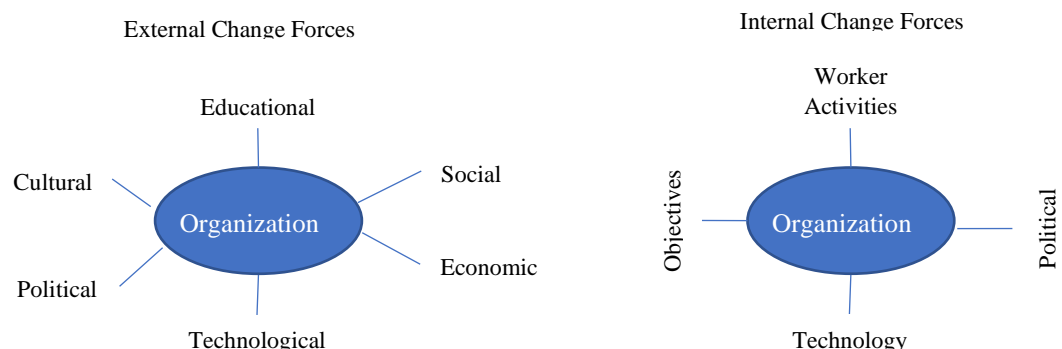 External Change Forces
Educational
Cultural
Social
Organization
Political
Economic
Technological
Internal Change Forces
Worker
Activities
Objectives
Organization
Political
Technology